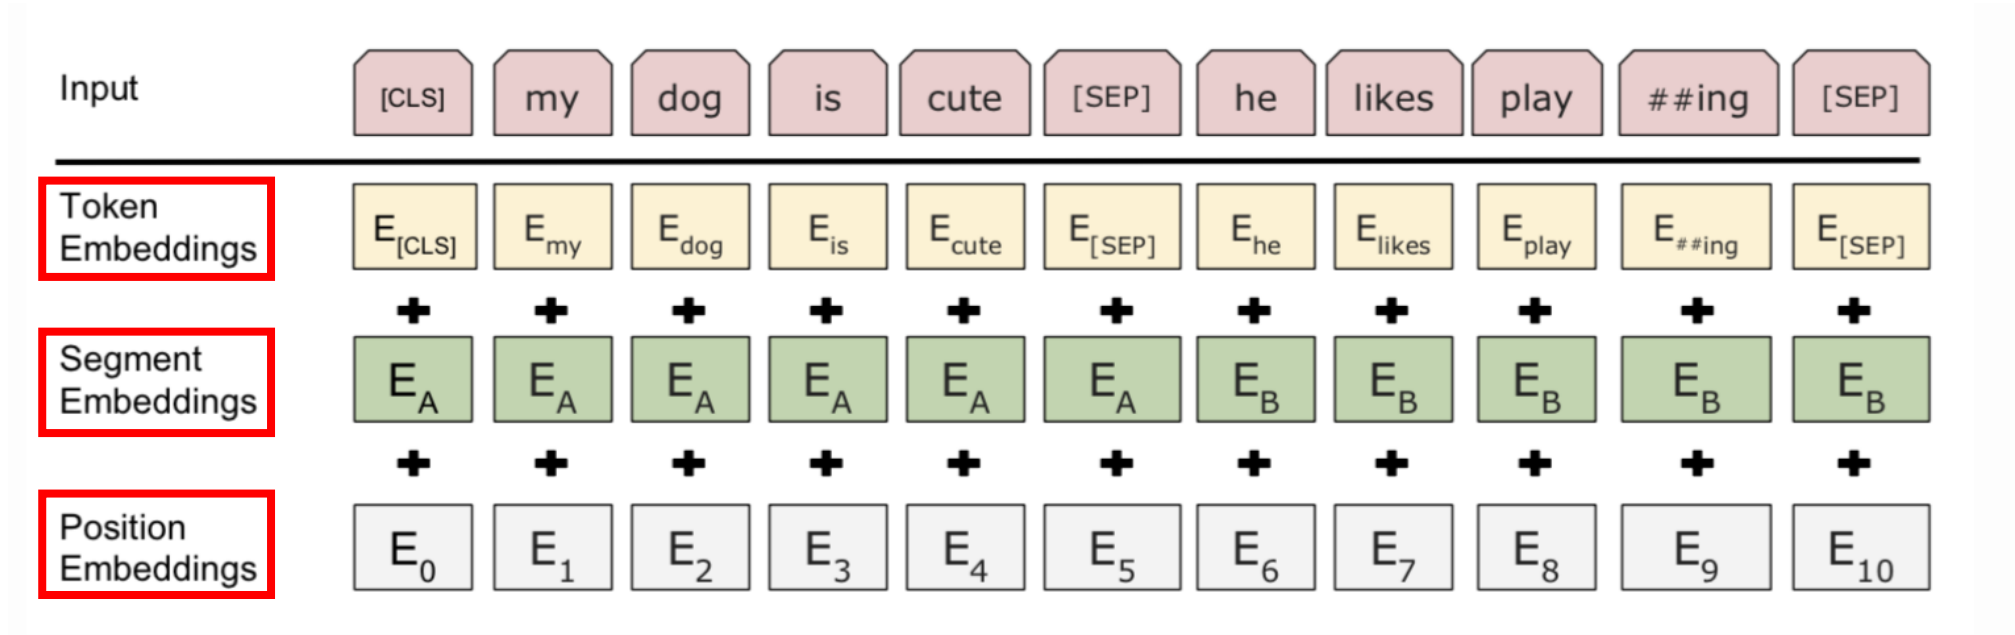 Input [CLS] my dog is cute [SEP] he likes play ##ing [SEP]
Token
Embeddings
E[CLS] Emy Edog Eis Ecute E[SEP] Ehe Elikes Eplay E##ing E[SEP]
+ + + + + + + + + + +
Segment
Embeddings
EA EA EA EA EA EA EB EB EB EB EB
+ + + + + + + + + + +
Position
Embeddings
E0 E1 E2 E3 E4 E5 E6 E7 E8 E9 E10